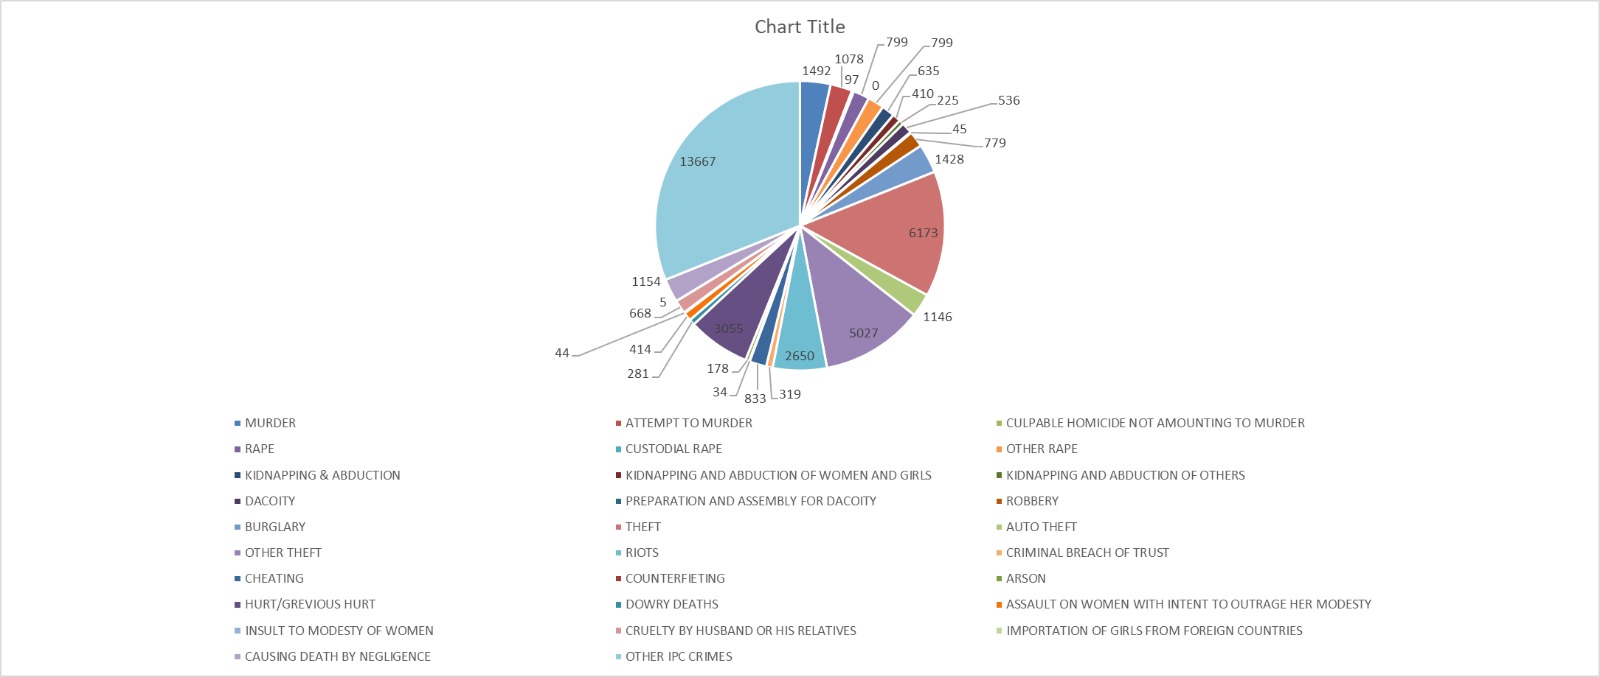 Chart Title
799
799
1078
1492
97
0
635
410
225
536
45
779
1428
13667
6173
1154
5
668
1146
3055
5027
44
414
2650
281
178
34
833
319
MURDER
ATTEMPT TO MURDER
CULPABLE HOMICIDE NOT AMOUNTING TO MURDER
RAPE
CUSTODIAL RAPE
OTHER RAPE
KIDNAPPING & ABDUCTION
KIDNAPPING AND ABDUCTION OF WOMEN AND GIRLS
KIDNAPPING AND ABDUCTION OF OTHERS
DACOITY
PREPARATION AND ASSEMBLY FOR DACOITY
ROBBERY
BURGLARY
THEFT
AUTO THEFT
OTHER THEFT
RIOTS
CRIMINAL BREACH OF TRUST
CHEATING
COUNTERFIETING
ARSON
HURT/GREVIOUS HURT
DOWRY DEATHS
ASSAULT ON WOMEN WITH INTENT TO OUTRAGE HER MODESTY
INSULT TO MODESTY OF WOMEN
CRUELTY BY HUSBAND OR HIS RELATIVES
IMPORTATION OF GIRLS FROM FOREIGN COUNTRIES
CAUSING DEATH BY NEGLIGENCE
OTHER IPC CRIMES